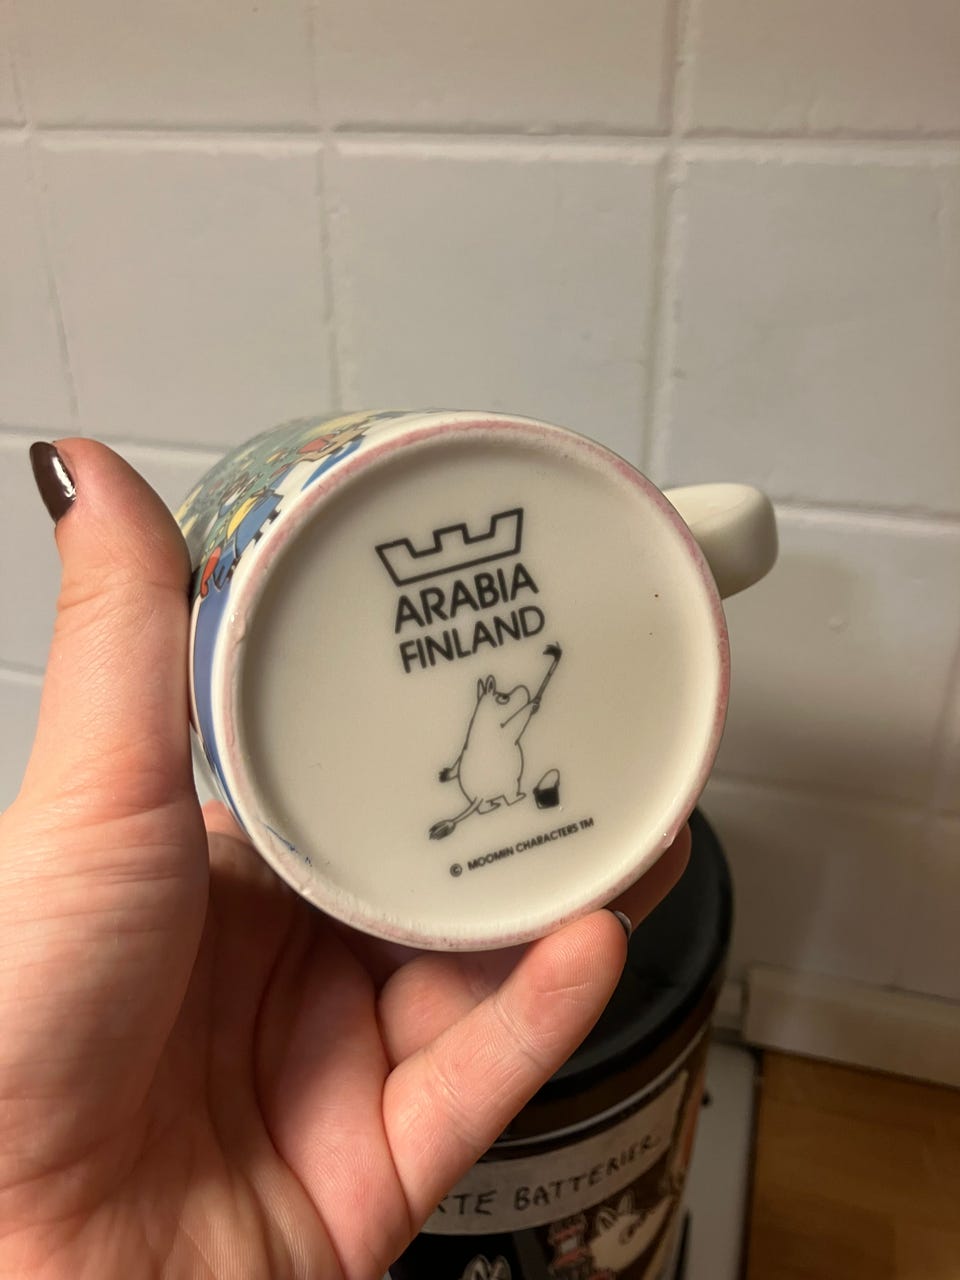 ARABIA
FINLAND
© MOOMIN CHARACTERS TM
BATTERIER